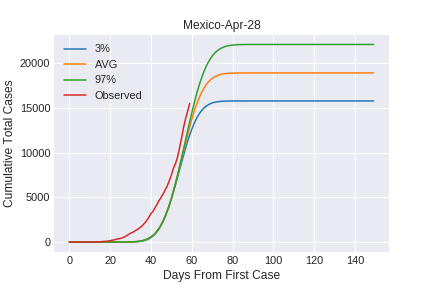 Mexico-Apr-28
3%
AVG
97%
Observed
Cumulative Total Cases
20000
15000
10000
5000
0
0 20 40 60 80 100 120 140
Days From First Case